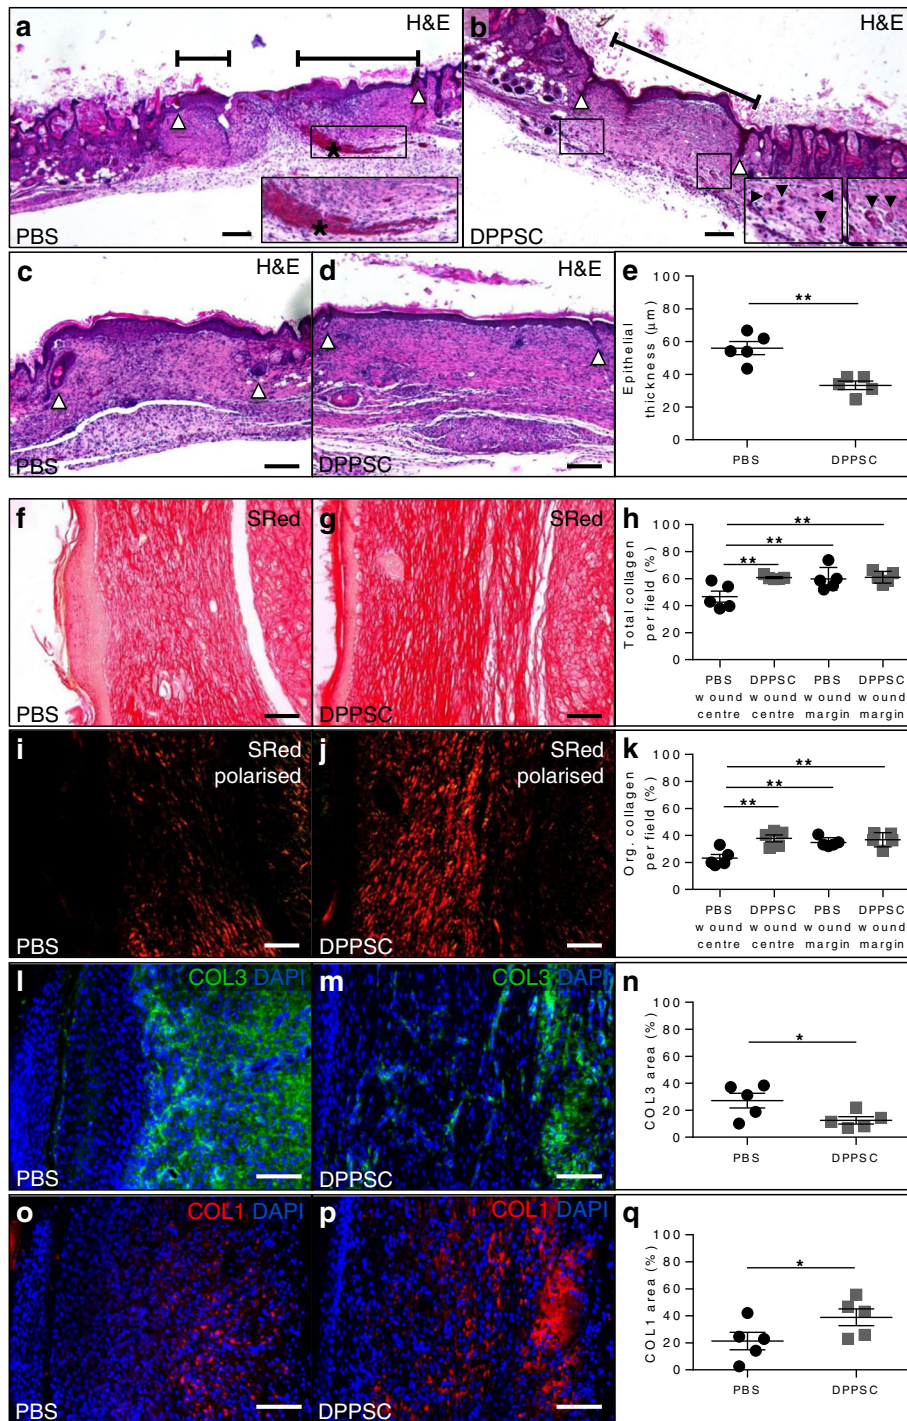 a
H&E
*
*
PBS
b
H&E
DPPSC
c
H&E
PBS
d
H&E
DPPSC
e
Epithelial
thickness (μm)
100
80
60
40
20
0
**
PBS
DPPSC
f
SRed
PBS
g
SRed
DPPSC
h
Total collagen
per field (%)
100
80
60
40
20
0
**
**
**
PBS
wound
centre
DPPSC
wound
centre
PBS
wound
margin
DPPSC
wound
margin
i
SRed
polarised
PBS
j
SRed
polarised
DPPSC
k
Org. collagen
per field (%)
100
80
60
40
20
0
**
**
**
PBS
wound
centre
DPPSC
wound
centre
PBS
wound
margin
DPPSC
wound
margin
l
COL3 DAPI
PBS
m
COL3 DAPI
DPPSC
n
COL3 area (%)
100
80
60
40
20
0
*
PBS
DPPSC
o
COL1 DAPI
PBS
p
COL1 DAPI
DPPSC
q
COL1 area (%)
100
80
60
40
20
0
*
PBS
DPPSC